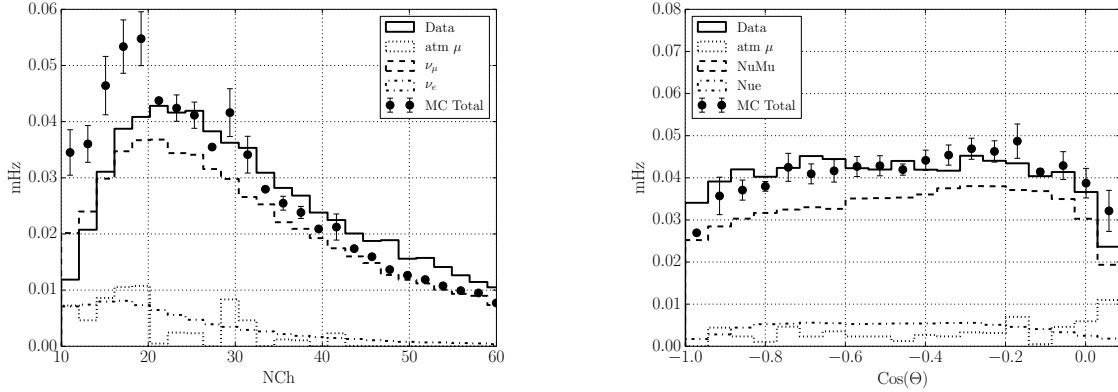 0.06
0.05
0.04
0.03
0.02
0.01
0.00
mHz
10 20 30 40 50 60
NCh
Data
atm μ
ν_μ
ν_e
MC Total
0.08
0.07
0.06
0.05
0.04
0.03
0.02
0.01
0.00
mHz
−1.0 −0.8 −0.6 −0.4 −0.2 0.0
Cos(Θ)
Data
atm μ
NuMu
Nue
MC Total